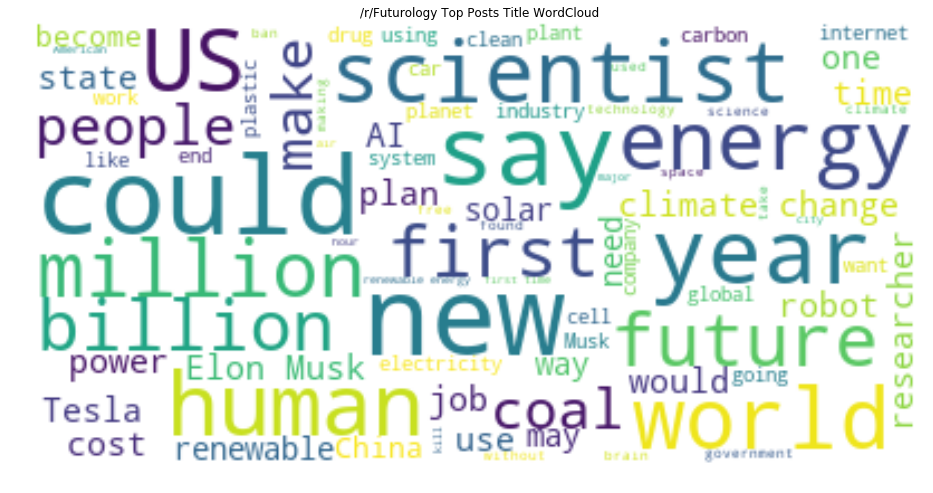 /r/Futurology Top Posts Title WordCloud
become US ban drug using clean plant carbon internet
American make scientist one
state plastic car used time
work making planet industry technology science climate
people AI say energy
like end air system space
could plan major climate change
free solar take city
million hour first found need company year want researcher
renewable energy first time global robot
billion new cell Musk future
power Elon Musk electricity way would going
Tesla human job coal world
cost renewable China kill use may
without brain government